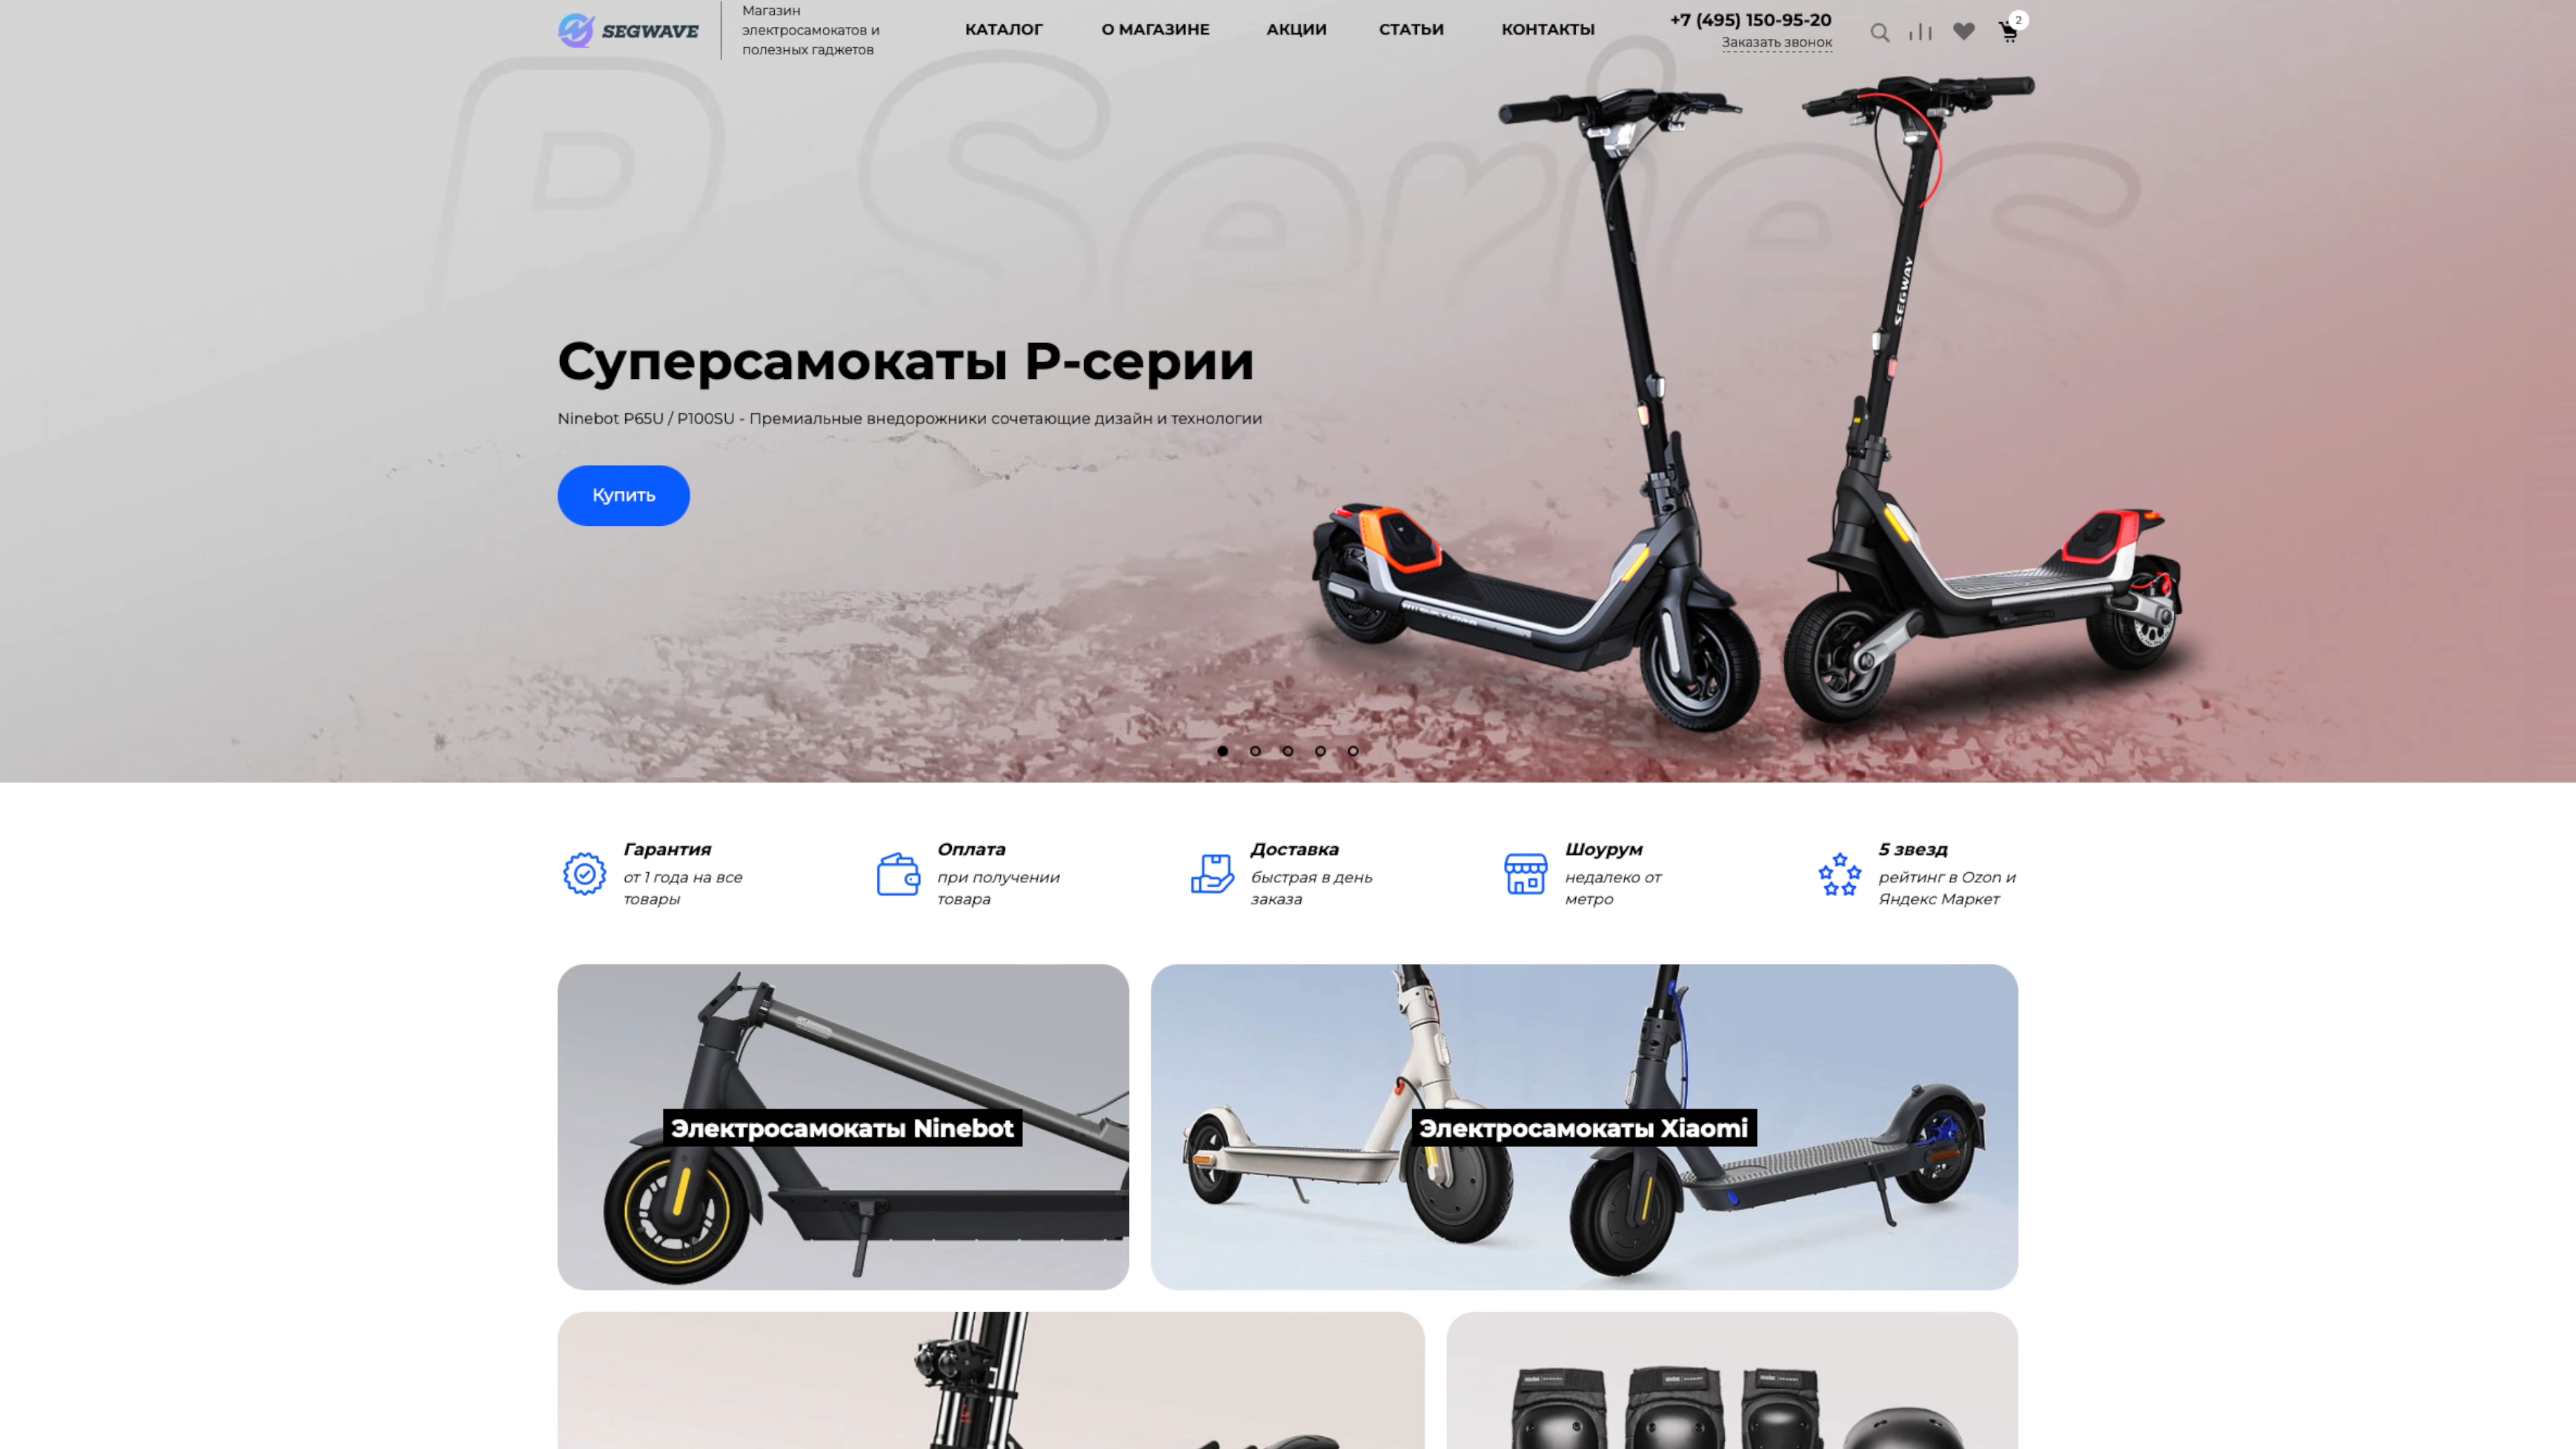 SEGWAVE
Магазин
электросамокатов и
полезных гаджетов
КАТАЛОГ
О МАГАЗИНЕ
АКЦИИ
СТАТЬИ
КОНТАКТЫ
+7 (495) 150-95-20
Заказать звонок
2
P Series
SEGWAY
Суперсамокаты P-серии
Ninebot P65U / P100SU - Премиальные внедорожники сочетающие дизайн и технологии
Купить
Гарантия
от 1 года на все
товары
Оплата
при получении
товара
Доставка
быстрая в день
заказа
Шоурум
недалеко от
метро
5 звезд
рейтинг в Ozon и
Яндекс Маркет
Электросамокаты Ninebot
Электросамокаты Xiaomi